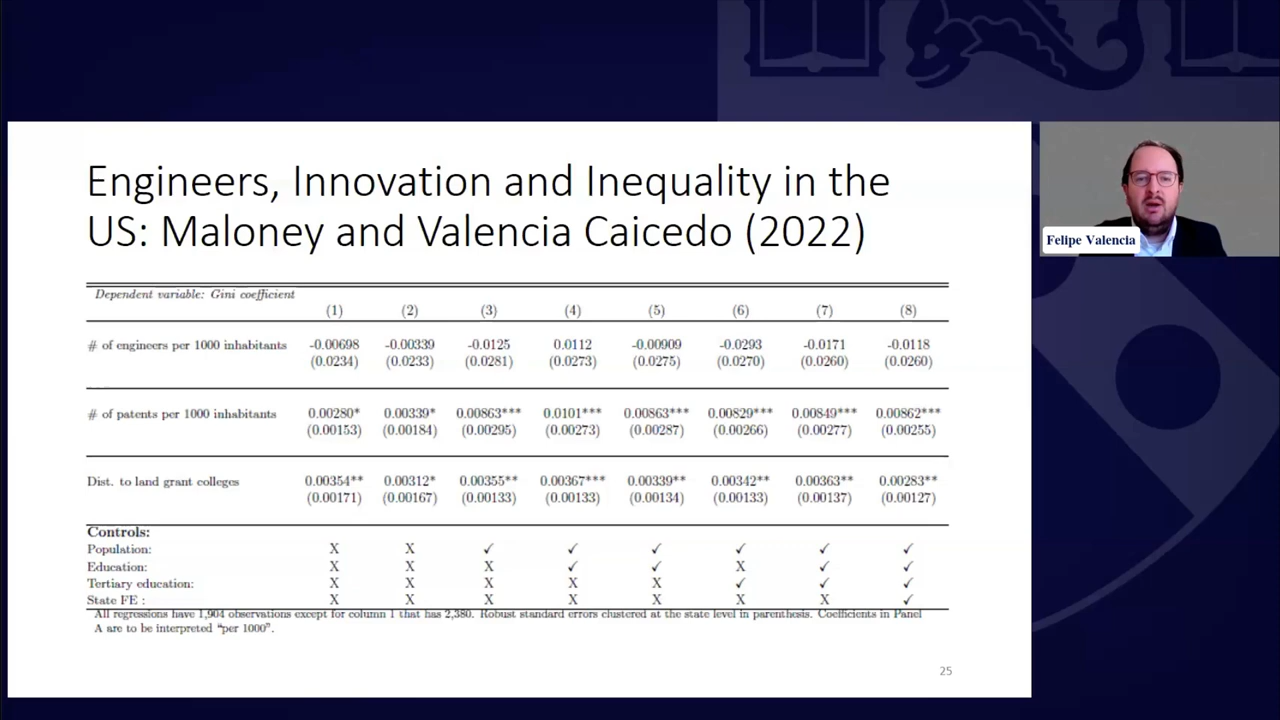 Engineers, Innovation and Inequality in the
US: Maloney and Valencia Caicedo (2022)
Dependent variable: Gini coefficient
(1) (2) (3) (4) (5) (6) (7) (8)
# of engineers per 1000 inhabitants -0.00698 -0.00339 -0.0125 0.0112 -0.00909 -0.0293 -0.0171 -0.0118
(0.0234) (0.0233) (0.0281) (0.0273) (0.0275) (0.0270) (0.0260) (0.0260)
# of patents per 1000 inhabitants 0.00280* 0.00339* 0.00863*** 0.0101*** 0.00863*** 0.00829*** 0.00849*** 0.00862***
(0.00153) (0.00184) (0.00295) (0.00273) (0.00287) (0.00266) (0.00277) (0.00255)
Dist. to land grant colleges 0.00354** 0.00312* 0.00355** 0.00367*** 0.00339** 0.00342** 0.00363** 0.00283**
(0.00171) (0.00167) (0.00133) (0.00133) (0.00134) (0.00133) (0.00137) (0.00127)
Controls:
Population: X X ✓ ✓ ✓ ✓ ✓ ✓
Education: X X X ✓ ✓ X ✓ ✓
Tertiary education: X X X X X ✓ ✓ ✓
State FE : X X X X X X X ✓
All regressions have 1,904 observations except for column 1 that has 2,380. Robust standard errors clustered at the state level in parenthesis. Coefficients in Panel
A are to be interpreted "per 1000".
25
Felipe Valencia